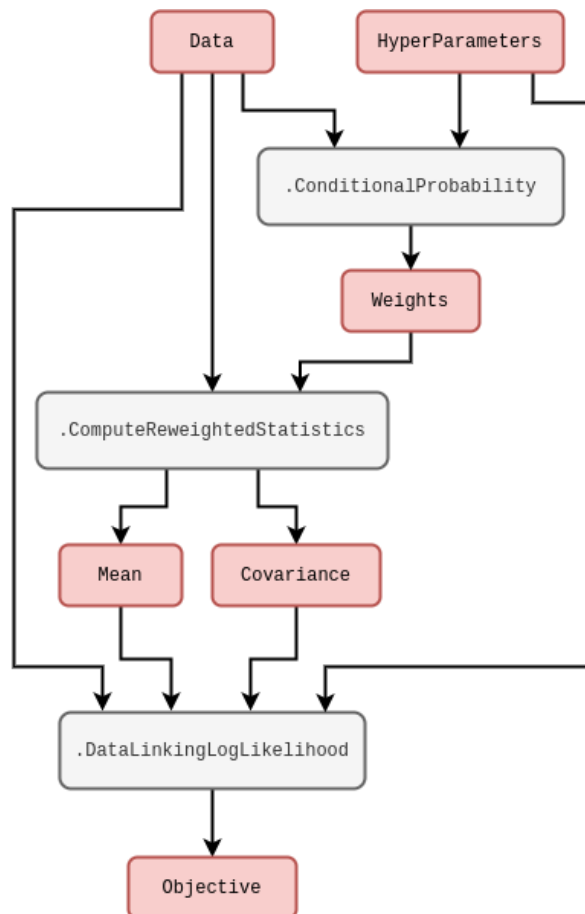 Data
HyperParameters
.ConditionalProbability
Weights
.ComputeReweightedStatistics
Mean
Covariance
.DataLinkingLogLikelihood
Objective